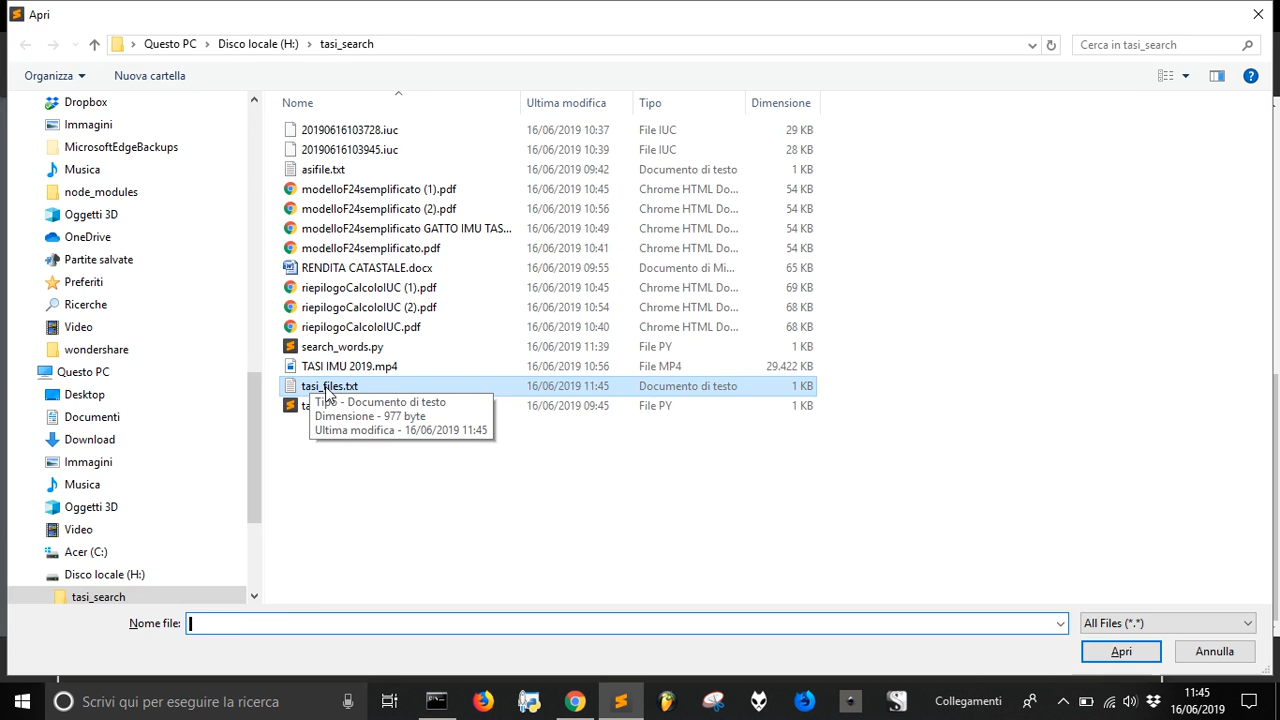 Apri
Questo PC
Disco locale (H:)
tasi_search
Cerca in tasi_search
Organizza
Nuova cartella
Dropbox
Immagini
MicrosoftEdgeBackups
Musica
node_modules
Oggetti 3D
OneDrive
Partite salvate
Preferiti
Ricerche
Video
wondershare
Questo PC
Desktop
Documenti
Download
Immagini
Musica
Oggetti 3D
Video
Acer (C:)
Disco locale (H:)
tasi_search
Nome Ultima modifica Tipo Dimensione
20190616103728.iuc 16/06/2019 10:37 File IUC 29 KB
20190616103945.iuc 16/06/2019 10:39 File IUC 28 KB
asifile.txt 16/06/2019 09:42 Documento di testo 1 KB
modelloF24semplificato (1).pdf 16/06/2019 10:45 Chrome HTML Do... 54 KB
modelloF24semplificato (2).pdf 16/06/2019 10:56 Chrome HTML Do... 54 KB
modelloF24semplificato GATTO IMU TAS... 16/06/2019 10:49 Chrome HTML Do... 54 KB
modelloF24semplificato.pdf 16/06/2019 10:41 Chrome HTML Do... 54 KB
RENDITA CATASTALE.docx 16/06/2019 09:55 Documento di Mi... 65 KB
riepilogoCalcoloIUC (1).pdf 16/06/2019 10:45 Chrome HTML Do... 69 KB
riepilogoCalcoloIUC (2).pdf 16/06/2019 10:54 Chrome HTML Do... 69 KB
riepilogoCalcoloIUC.pdf 16/06/2019 10:40 Chrome HTML Do... 68 KB
search_words.py 16/06/2019 11:39 File PY 1 KB
TASI IMU 2019.mp4 16/06/2019 10:56 File MP4 29.422 KB
tasi_files.txt 16/06/2019 11:45 Documento di testo 1 KB
16/06/2019 09:45 File PY 1 KB
Tipo - Documento di testo
Dimensione - 977 byte
Ultima modifica - 16/06/2019 11:45
Nome file:
All Files (*.*)
Apri
Annulla
Scrivi qui per eseguire la ricerca
Collegamenti
11:45
16/06/2019